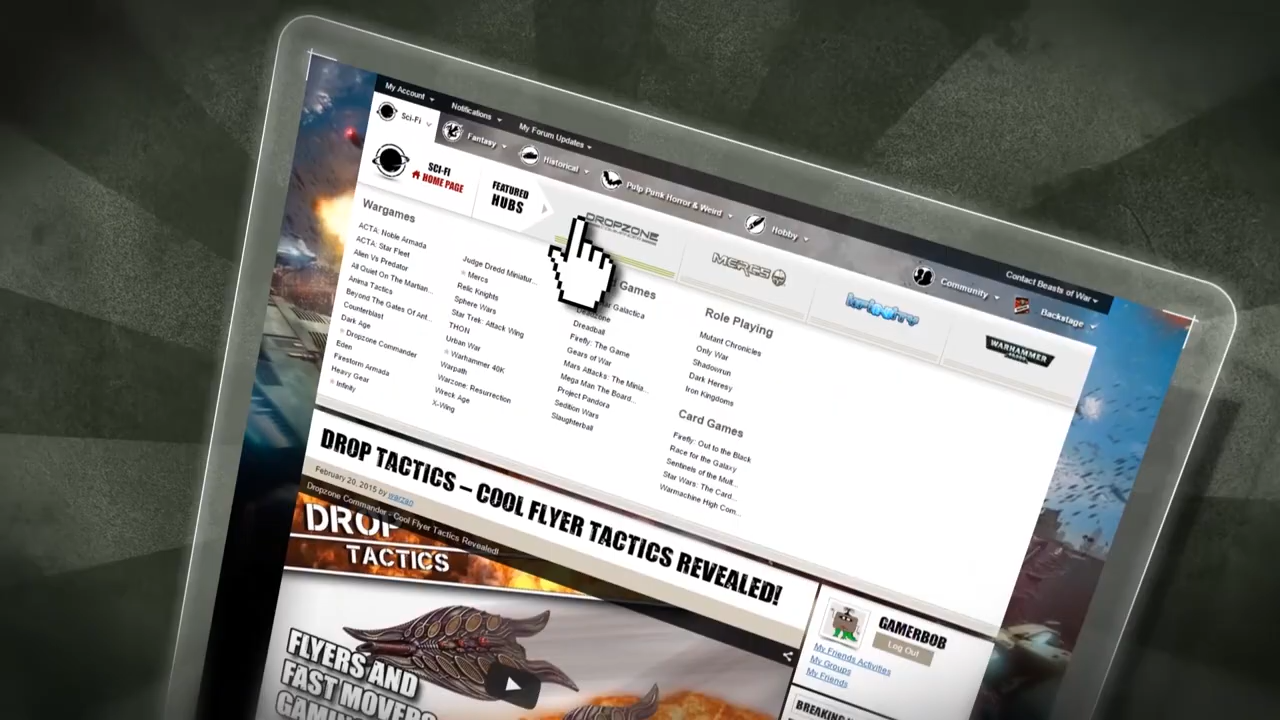 My Account
Notifications
My Forum Updates
Contact Beasts of War
Sci-Fi
Fantasy
Historical
Pulp Punk Horror & Weird
Hobby
Community
Backstage
SCI-FI
HOME PAGE
FEATURED
HUBS
DROPZONE
MERCS
infinity
WARHAMMER
Wargames
ACTA: Noble Armada
ACTA: Star Fleet
Alien Vs Predator
All Quiet On The Martian...
Anima Tactics
Beyond The Gates Of Ant...
Counterblast
Dark Age
Dropzone Commander
Eden
Firestorm Armada
Heavy Gear
Infinity
Judge Dredd Miniatur...
Mercs
Relic Knights
Sphere Wars
Star Trek: Attack Wing
THON
Urban War
Warhammer 40K
Warpath
Warzone: Resurrection
Wreck Age
X-Wing
Games
Galactica
Dreadball
Firefly: The Game
Gears of War
Mars Attacks: The Minia...
Mega Man The Board...
Project Pandora
Sedition Wars
Slaughterball
Role Playing
Mutant Chronicles
Only War
Shadowrun
Dark Heresy
Iron Kingdoms
Card Games
Firefly: Out to the Black
Race for the Galaxy
Sentinels of the Mult...
Star Wars: The Card...
Warmachine High Com...
DROP TACTICS – COOL FLYER TACTICS REVEALED!
February 20, 2015 by warzan
Dropzone Commander - Cool Flyer Tactics Revealed!
DROP
TACTICS
FLYERS AND
FAST MOVERS
GAMERBOB
Log Out
My Friends Activities
My Groups
My Friends
BREAKING